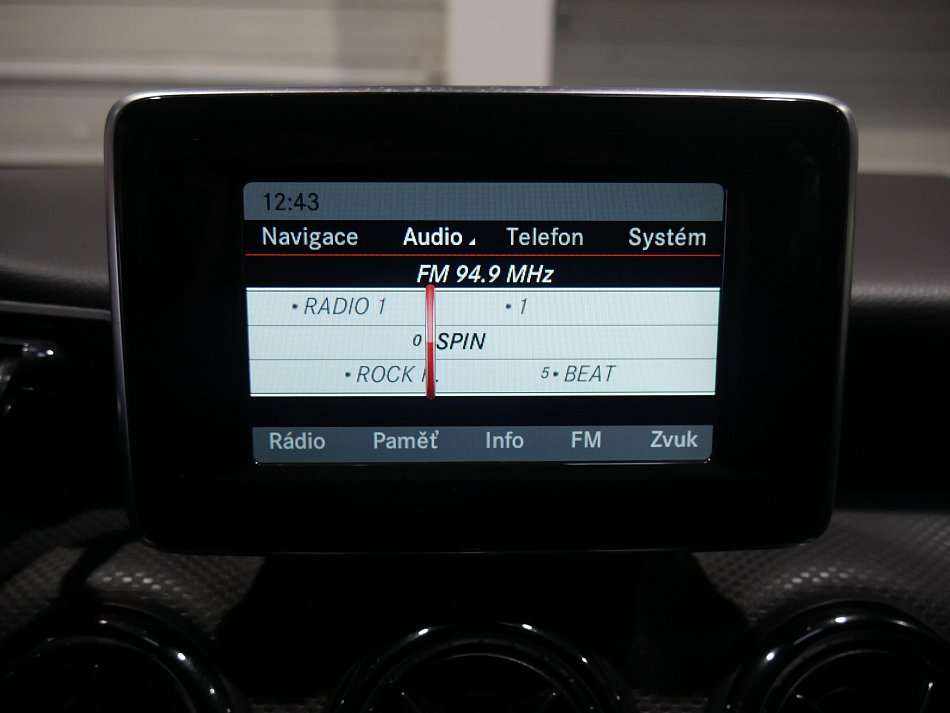 12:43
Navigace Audio Telefon Systém
FM 94.9 MHz
• RADIO 1 • 1
0 SPIN
• ROCK 5• BEAT
Rádio Paměť Info FM Zvuk